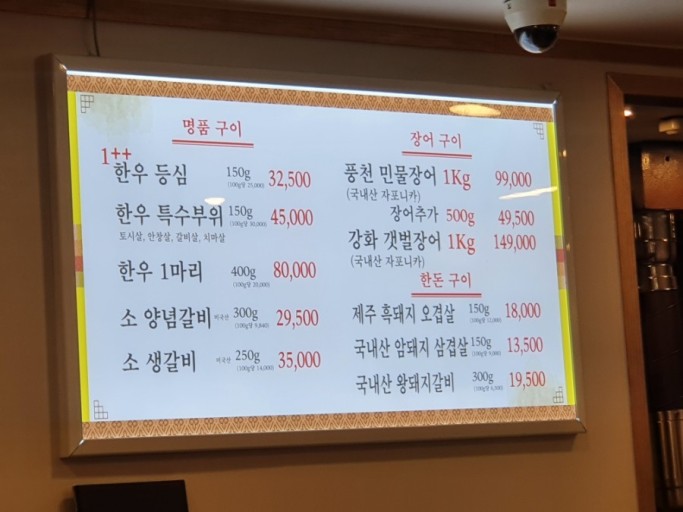 명품 구이
1++
한우 등심 150g (100g당 21,000) 32,500
한우 특수부위 150g (100g당 30,000) 45,000
토시살, 안창살, 갈비살, 치마살
한우 1마리 400g (100g당 20,000) 80,000
소 양념갈비 미국산 300g (100g당 9,840) 29,500
소 생갈비 미국산 250g (100g당 14,000) 35,000
장어 구이
풍천 민물장어 1Kg 99,000
(국내산 자포니카)
장어추가 500g 49,500
강화 갯벌장어 1Kg 149,000
(국내산 자포니카)
한돈 구이
제주 흑돼지 오겹살 150g (100g당 12,000) 18,000
국내산 암돼지 삼겹살 150g (100g당 9,000) 13,500
국내산 왕돼지갈비 300g (100g당 6,500) 19,500